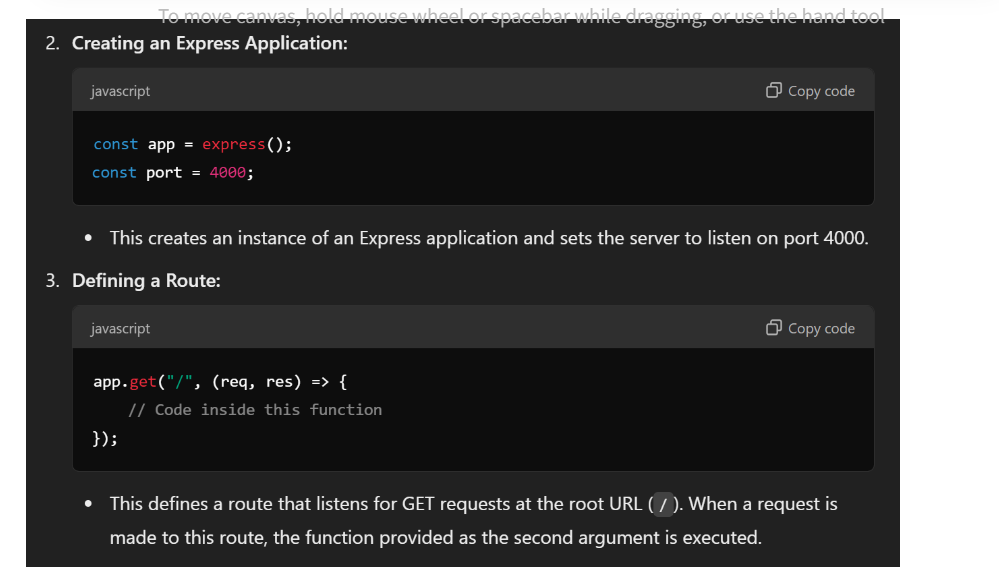 To move canvas, hold mouse wheel or spacebar while dragging, or use the hand tool
2. Creating an Express Application:
javascript Copy code
const app = express();
const port = 4000;
• This creates an instance of an Express application and sets the server to listen on port 4000.
3. Defining a Route:
javascript Copy code
app.get("/", (req, res) => {
    // Code inside this function
});
• This defines a route that listens for GET requests at the root URL ( / ). When a request is
made to this route, the function provided as the second argument is executed.